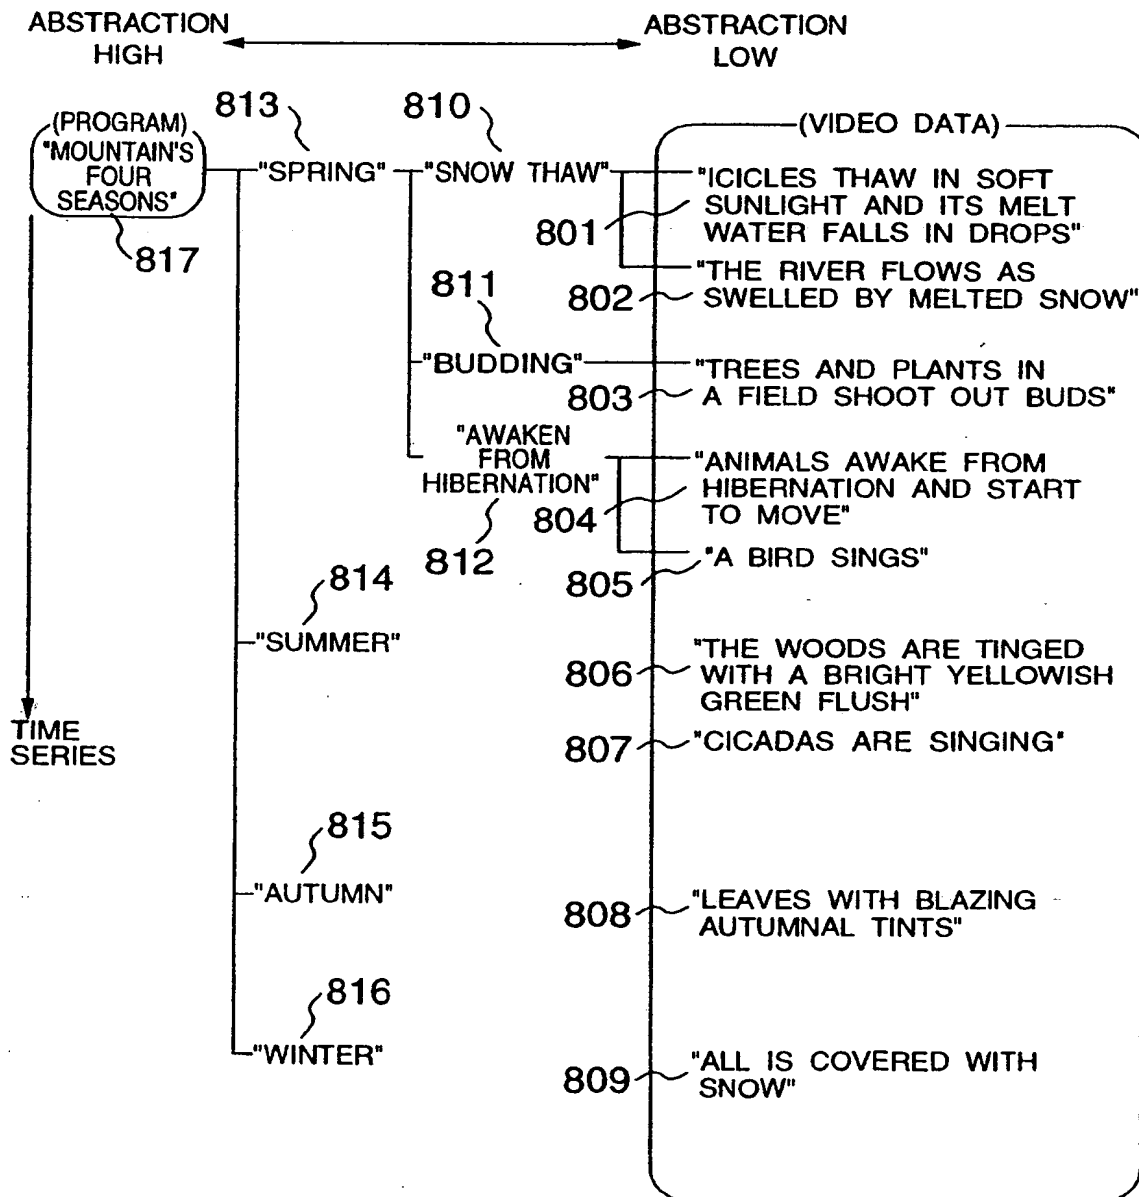 ABSTRACTION
HIGH
ABSTRACTION
LOW
813
810
(PROGRAM)
"MOUNTAIN'S
FOUR
SEASONS"
817
"SPRING"
"SNOW THAW"
(VIDEO DATA)
"ICICLES THAW IN SOFT
SUNLIGHT AND ITS MELT
WATER FALLS IN DROPS"
801
"THE RIVER FLOWS AS
SWELLED BY MELTED SNOW"
802
811
"BUDDING"
"TREES AND PLANTS IN
A FIELD SHOOT OUT BUDS"
803
"AWAKEN
FROM
HIBERNATION"
812
"ANIMALS AWAKE FROM
HIBERNATION AND START
TO MOVE"
804
"A BIRD SINGS"
805
814
"SUMMER"
"THE WOODS ARE TINGED
WITH A BRIGHT YELLOWISH
GREEN FLUSH"
806
TIME
SERIES
"CICADAS ARE SINGING"
807
815
"AUTUMN"
"LEAVES WITH BLAZING
AUTUMNAL TINTS"
808
816
"WINTER"
"ALL IS COVERED WITH
SNOW"
809